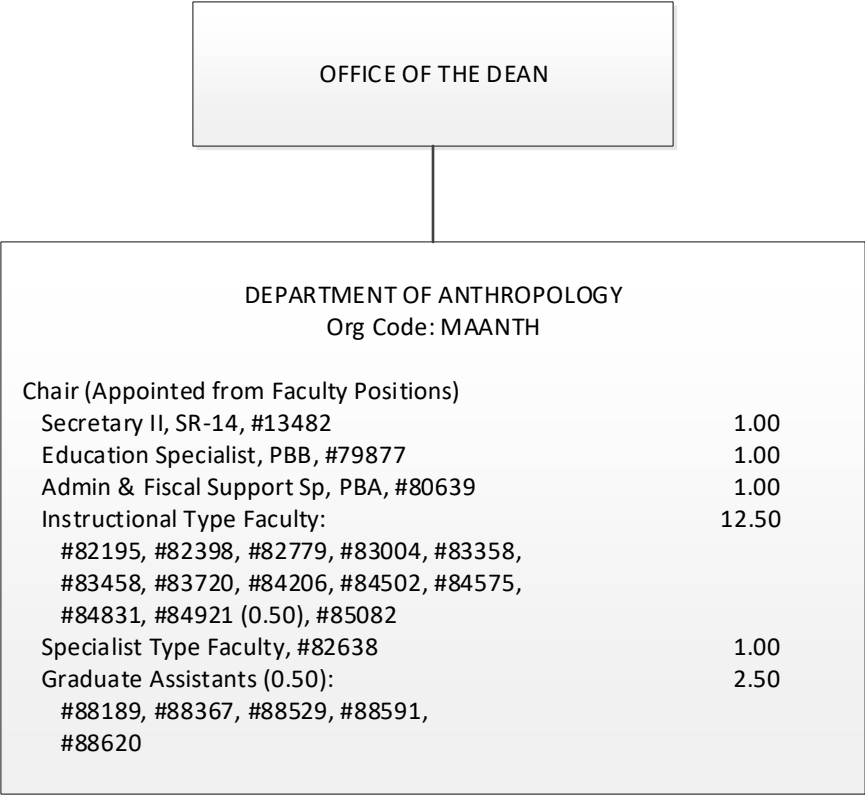 OFFICE OF THE DEAN
DEPARTMENT OF ANTHROPOLOGY
Org Code: MAANTH
Chair (Appointed from Faculty Positions)
Secretary II, SR-14, #13482 1.00
Education Specialist, PBB, #79877 1.00
Admin & Fiscal Support Sp, PBA, #80639 1.00
Instructional Type Faculty: 12.50
#82195, #82398, #82779, #83004, #83358,
#83458, #83720, #84206, #84502, #84575,
#84831, #84921 (0.50), #85082
Specialist Type Faculty, #82638 1.00
Graduate Assistants (0.50): 2.50
#88189, #88367, #88529, #88591,
#88620